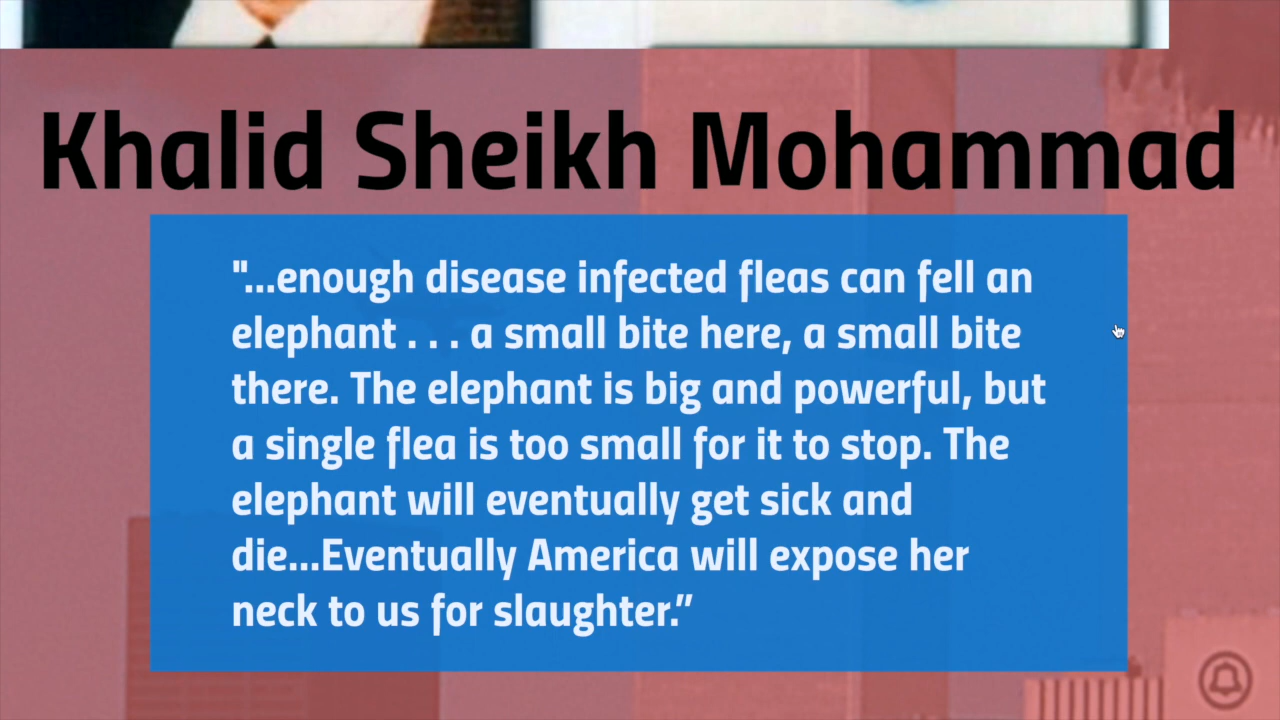 Khalid Sheikh Mohammad
"...enough disease infected fleas can fell an
elephant . . . a small bite here, a small bite
there. The elephant is big and powerful, but
a single flea is too small for it to stop. The
elephant will eventually get sick and
die...Eventually America will expose her
neck to us for slaughter.”